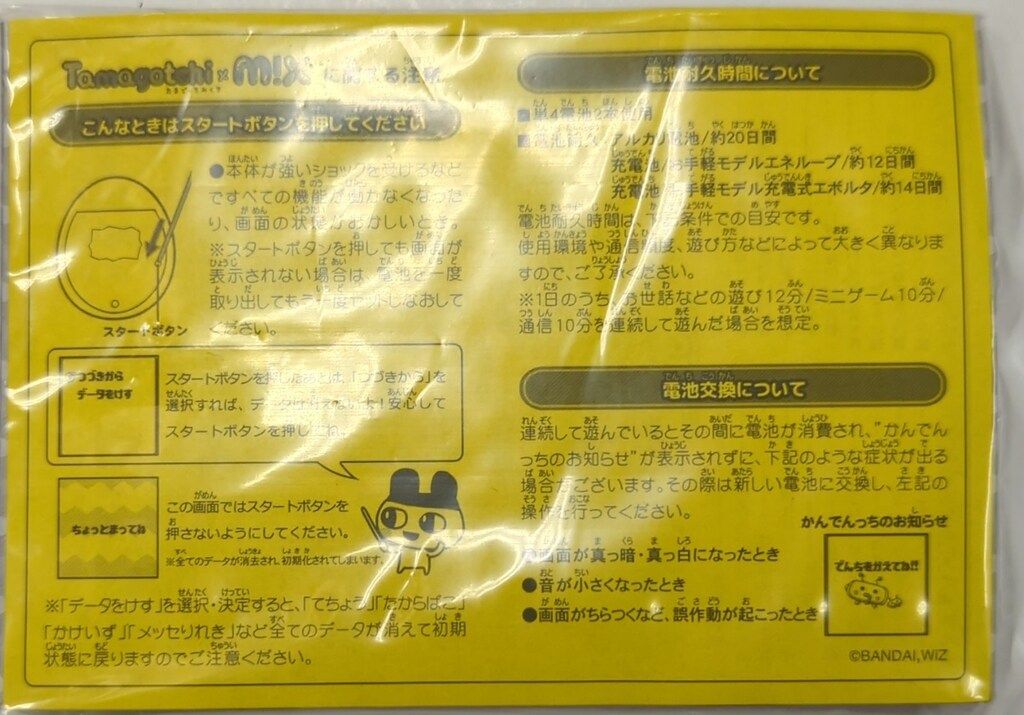 Tamagotchi m!x
たまごっちみくす
こんなときはスタートボタンを押してください
●本体が強いショックを受けるなど
ですべての機能が動かなくなった
り、画面の状態がおかしいとき。
※スタートボタンを押しても画面が
表示されない場合は、電池を一度
取り出してもう一度セットしなおして
ください。
スタートボタン
つづきから
データをけす
スタートボタンを押したあとは、「つづきから」を
選択すれば、データは消えないよ!安心して
スタートボタンを押してね。
ちょっとまってね
この画面ではスタートボタンを
押さないようにしてください。
※全てのデータが消去され、初期化されてしまいます。
※「データをけす」を選択・決定すると、「てちょう」「たからばこ」
「かけいず」「メッセりれき」など全てのデータが消えて初期
状態に戻りますのでご注意ください。
電池耐久時間について
■単4電池2本使用
アルカリ電池/約20日間
充電池/お手軽モデルエネループ/約12日間
充電池/お手軽モデル充電式エボルタ/約14日間
電池耐久時間は、下記条件での目安です。
使用環境や通信頻度、遊び方などによって大きく異なりま
すので、ご了承ください。
※1日のうち、お世話などの遊び12分/ミニゲーム10分/
通信10分を連続して遊んだ場合を想定。
電池交換について
連続して遊んでいるとその間に電池が消費され、"かんでん
っちのお知らせ"が表示されずに、下記のような症状が出る
場合がございます。その際は新しい電池に交換し、左記の
操作を行ってください。
かんでんっちのお知らせ
●画面が真っ暗・真っ白になったとき
●音が小さくなったとき
●画面がちらつくなど、誤作動が起こったとき
でんちをかえてね!!
©BANDAI,WiZ